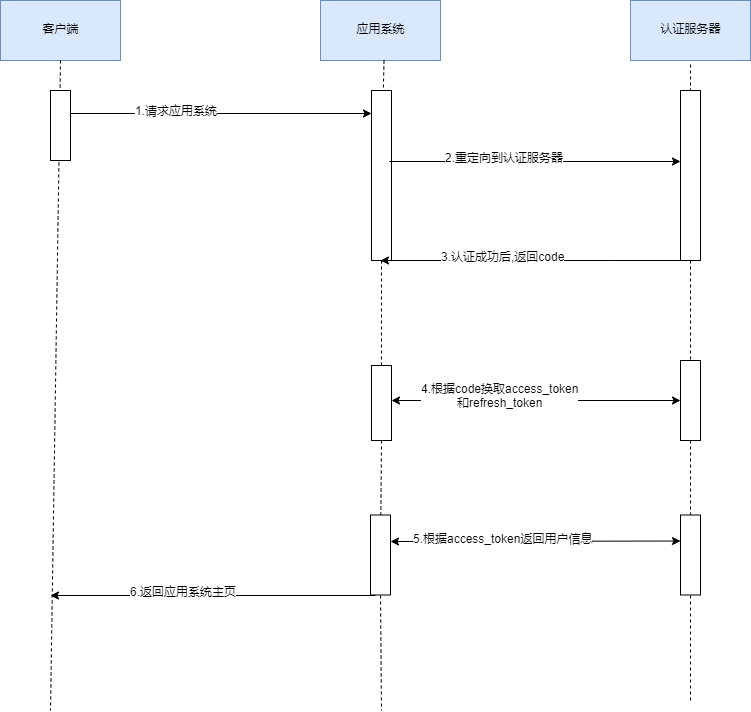 客户端
应用系统
认证服务器
1.请求应用系统
2.重定向到认证服务器
3.认证成功后,返回code
4.根据code换取access_token
和refresh_token
5.根据access_token返回用户信息
6.返回应用系统主页